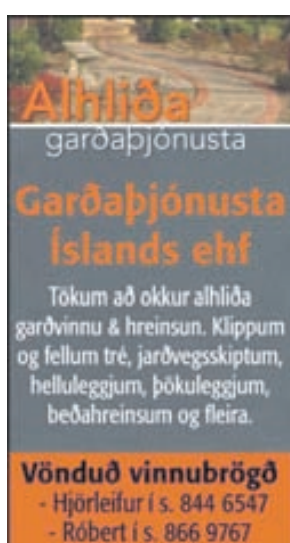 Alhliða
garðaþjónusta
Garðaþjónusta
Íslands ehf
Tökum að okkur alhliða
garðvinnu & hreinsun. Klippum
og fellum tré, jarðvegsskiptum,
helluleggjum, þökuleggjum,
beðahreinsum og fleira.
Vönduð vinnubrögð
- Hjörleifur í s. 844 6547
- Róbert í s. 866 9767